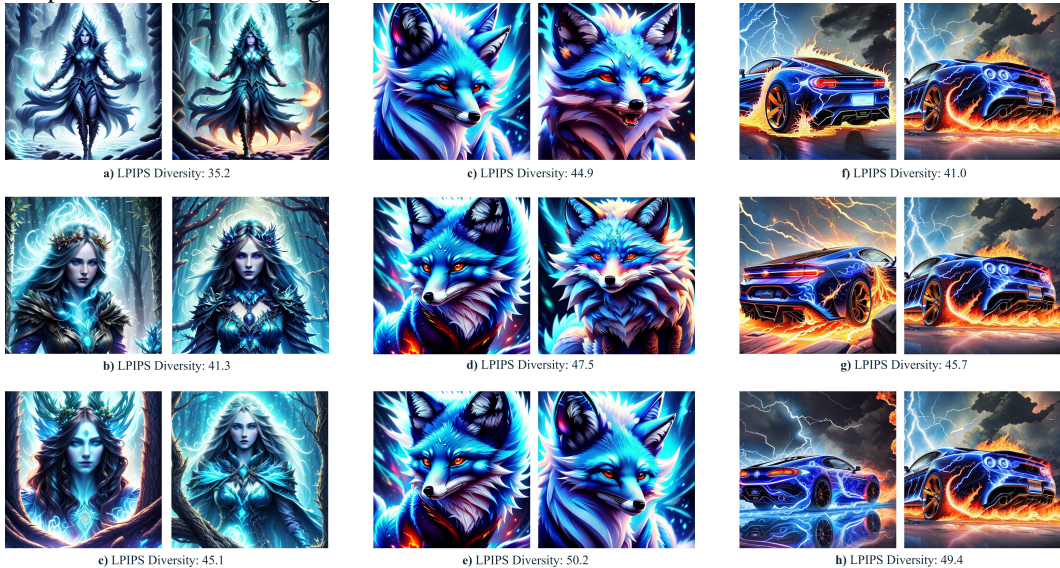 a) LPIPS Diversity: 35.2
c) LPIPS Diversity: 44.9
f) LPIPS Diversity: 41.0
b) LPIPS Diversity: 41.3
d) LPIPS Diversity: 47.5
g) LPIPS Diversity: 45.7
c) LPIPS Diversity: 45.1
e) LPIPS Diversity: 50.2
h) LPIPS Diversity: 49.4